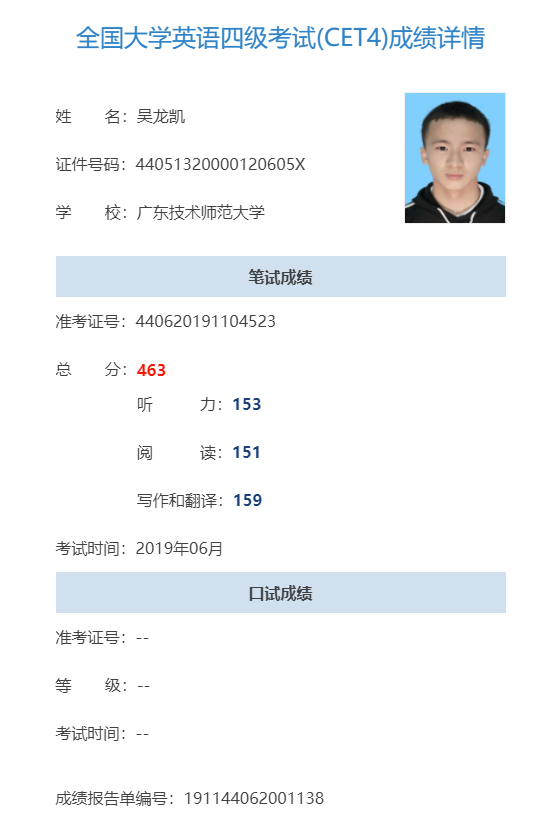 全国大学英语四级考试(CET4)成绩详情
姓 名：吴龙凯
证件号码：44051320000120605X
学 校：广东技术师范大学
笔试成绩
准考证号：440620191104523
总 分：463
听 力：153
阅 读：151
写作和翻译：159
考试时间：2019年06月
口试成绩
准考证号：--
等 级：--
考试时间：--
成绩报告单编号：191144062001138